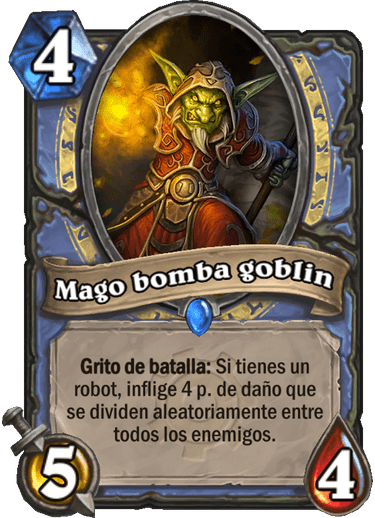 4
Mago bomba goblin
Grito de batalla: Si tienes un
robot, inflige 4 p. de daño que
se dividen aleatoriamente entre
todos los enemigos.
5
4